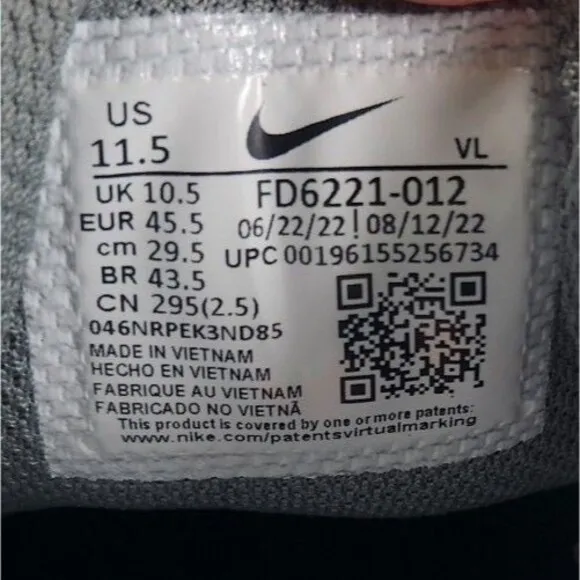 US
11.5
VL
UK 10.5
FD6221-012
EUR 45.5
06/22/22 | 08/12/22
cm 29.5
UPC 00196155256734
BR 43.5
CN 295(2.5)
046NRPEK3ND85
MADE IN VIETNAM
HECHO EN VIETNAM
FABRIQUE AU VIETNAM
FABRICADO NO VIETNÃ
This product is covered by one or more patents:
www.nike.com/patentsvirtualmarking